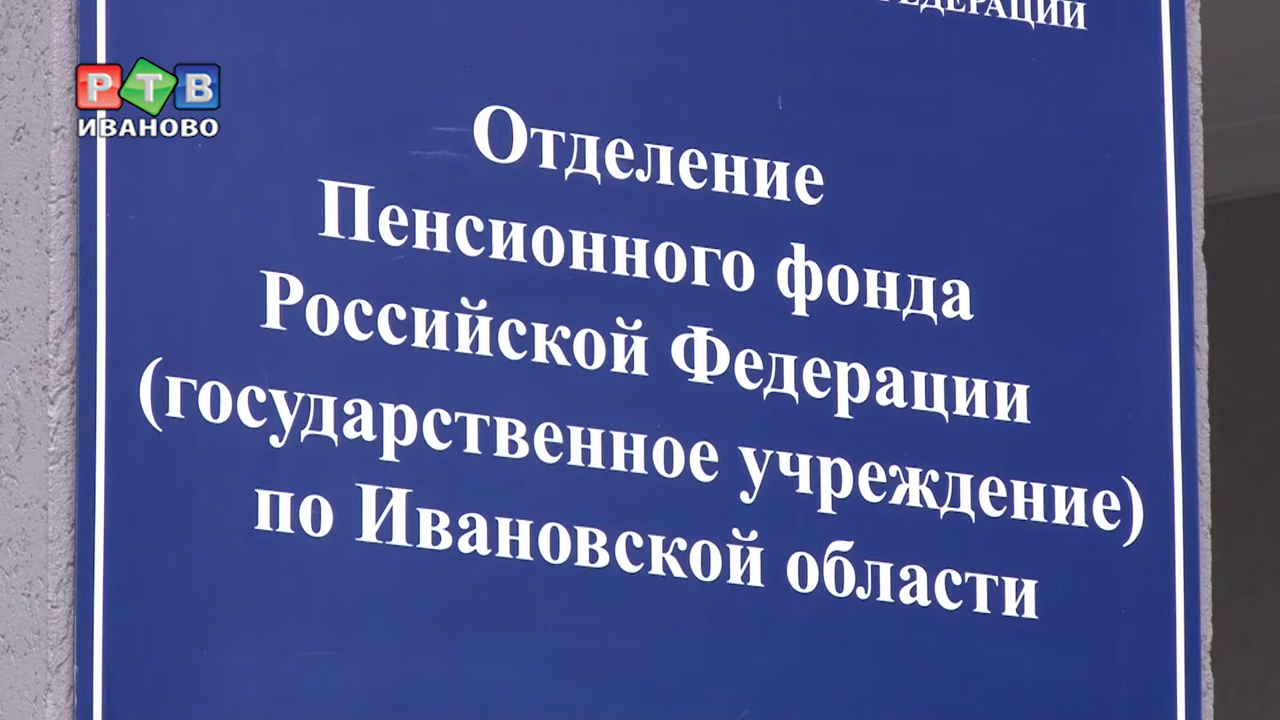 РТВ
ИВАНОВО
Отделение
Пенсионного фонда
Российской Федерации
(государственное учреждение)
по Ивановской области